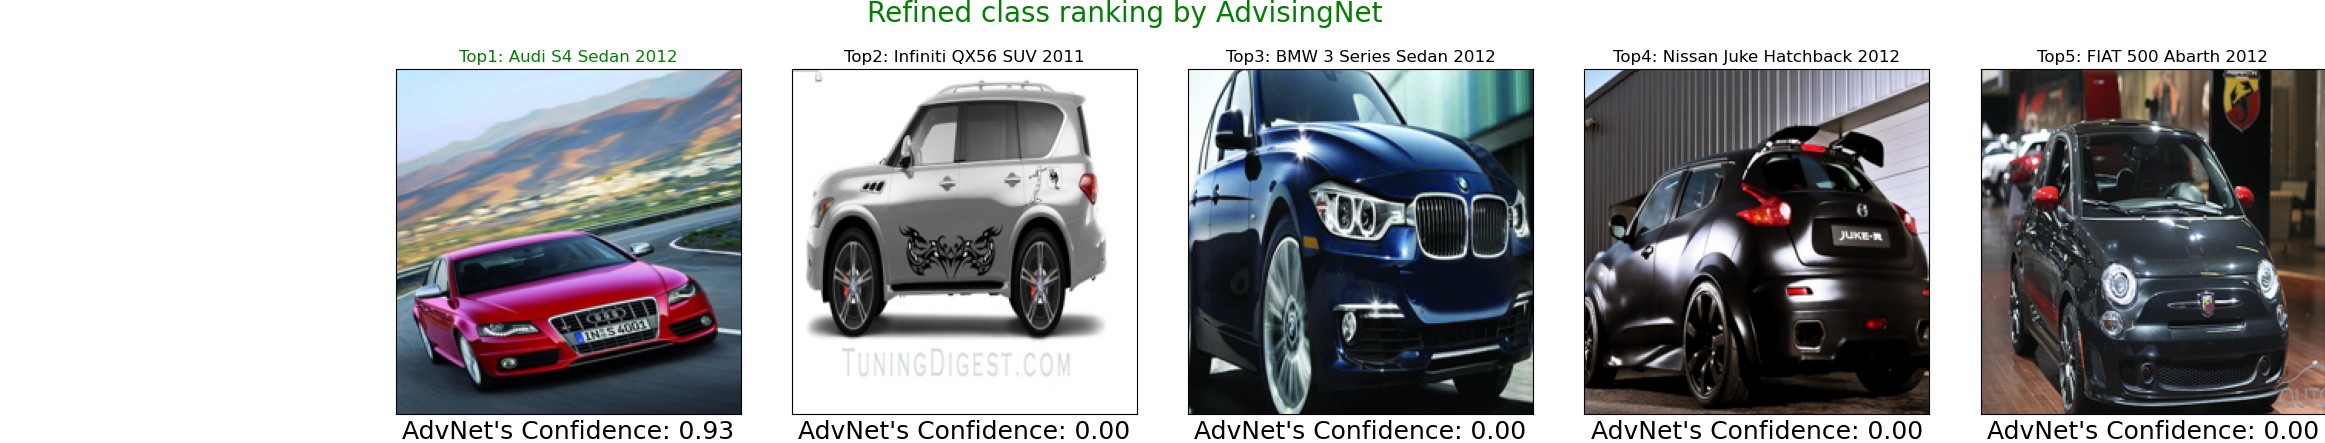 Refined class ranking by AdvisingNet
Top1: Audi S4 Sedan 2012
Top2: Infiniti QX56 SUV 2011
Top3: BMW 3 Series Sedan 2012
Top4: Nissan Juke Hatchback 2012
Top5: FIAT 500 Abarth 2012
ABARTH
JUKE-R
IN·S 4001
TUNINGDIGEST.COM
AdvNet's Confidence: 0.93
AdvNet's Confidence: 0.00
AdvNet's Confidence: 0.00
AdvNet's Confidence: 0.00
AdvNet's Confidence: 0.00